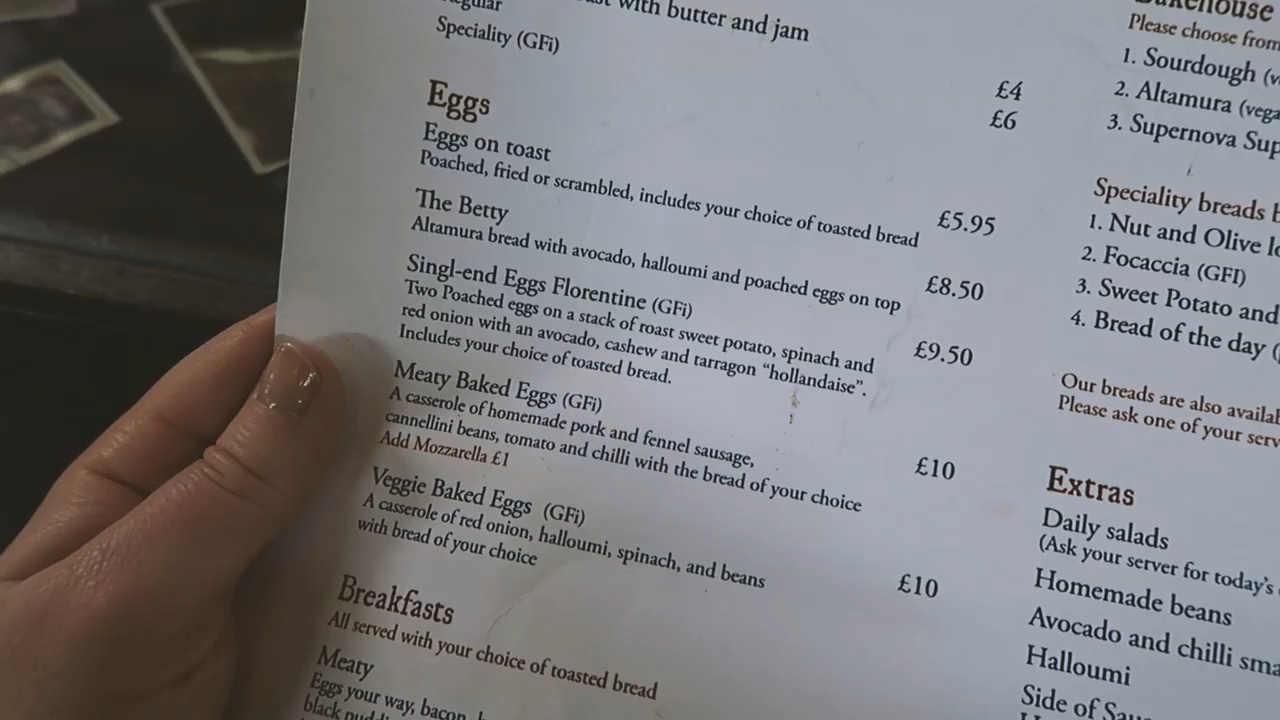 with butter and jam
Speciality (GFi)
£4
£6
Eggs
Eggs on toast
Poached, fried or scrambled, includes your choice of toasted bread
£5.95
The Betty
Altamura bread with avocado, halloumi and poached eggs on top
£8.50
Singl-end Eggs Florentine (GFi)
Two Poached eggs on a stack of roast sweet potato, spinach and
red onion with an avocado, cashew and tarragon “hollandaise”.
Includes your choice of toasted bread.
£9.50
Meaty Baked Eggs (GFi)
A casserole of homemade pork and fennel sausage,
cannellini beans, tomato and chilli with the bread of your choice
Add Mozzarella £1
£10
Veggie Baked Eggs (GFi)
A casserole of red onion, halloumi, spinach, and beans
with bread of your choice
£10
Breakfasts
All served with your choice of toasted bread
Meaty
Eggs your way, bacon,
black
Please choose from
1. Sourdough
2. Altamura
3. Supernova
Speciality breads
1. Nut and Olive
2. Focaccia (GFI)
3. Sweet Potato and
4. Bread of the day
Our breads are also
Please ask one of your
Extras
Daily salads
(Ask your server for today's
Homemade beans
Avocado and chilli
Halloumi
Side of